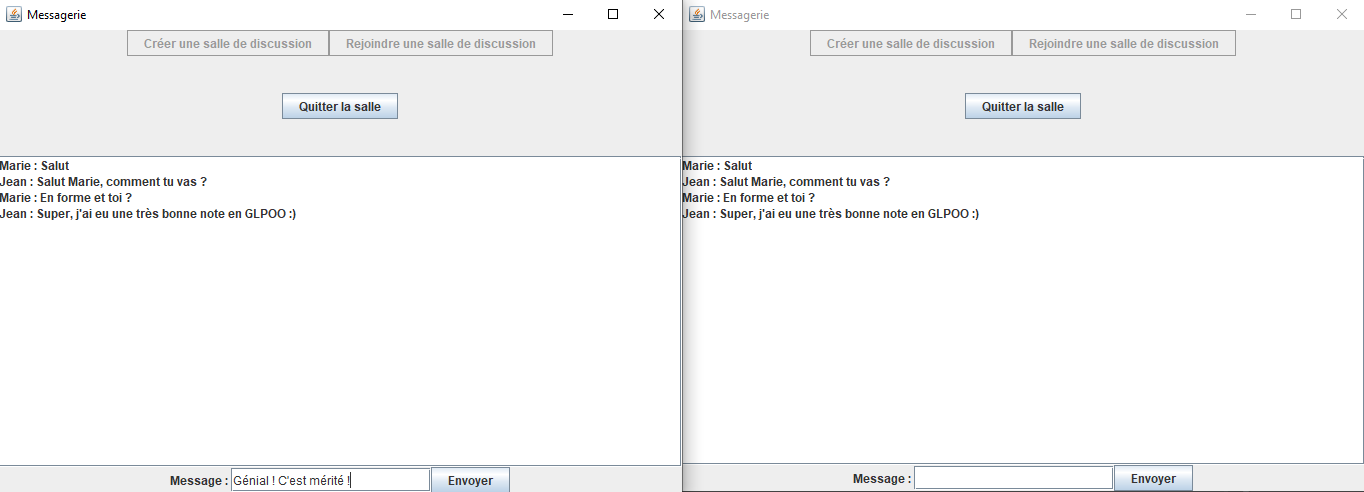 Messagerie
Créer une salle de discussion Rejoindre une salle de discussion
Quitter la salle
Marie : Salut
Jean : Salut Marie, comment tu vas ?
Marie : En forme et toi ?
Jean : Super, j'ai eu une très bonne note en GLPOO :)
Message : Génial ! C'est mérité ! Envoyer
Messagerie
Créer une salle de discussion Rejoindre une salle de discussion
Quitter la salle
Marie : Salut
Jean : Salut Marie, comment tu vas ?
Marie : En forme et toi ?
Jean : Super, j'ai eu une très bonne note en GLPOO :)
Message : Envoyer